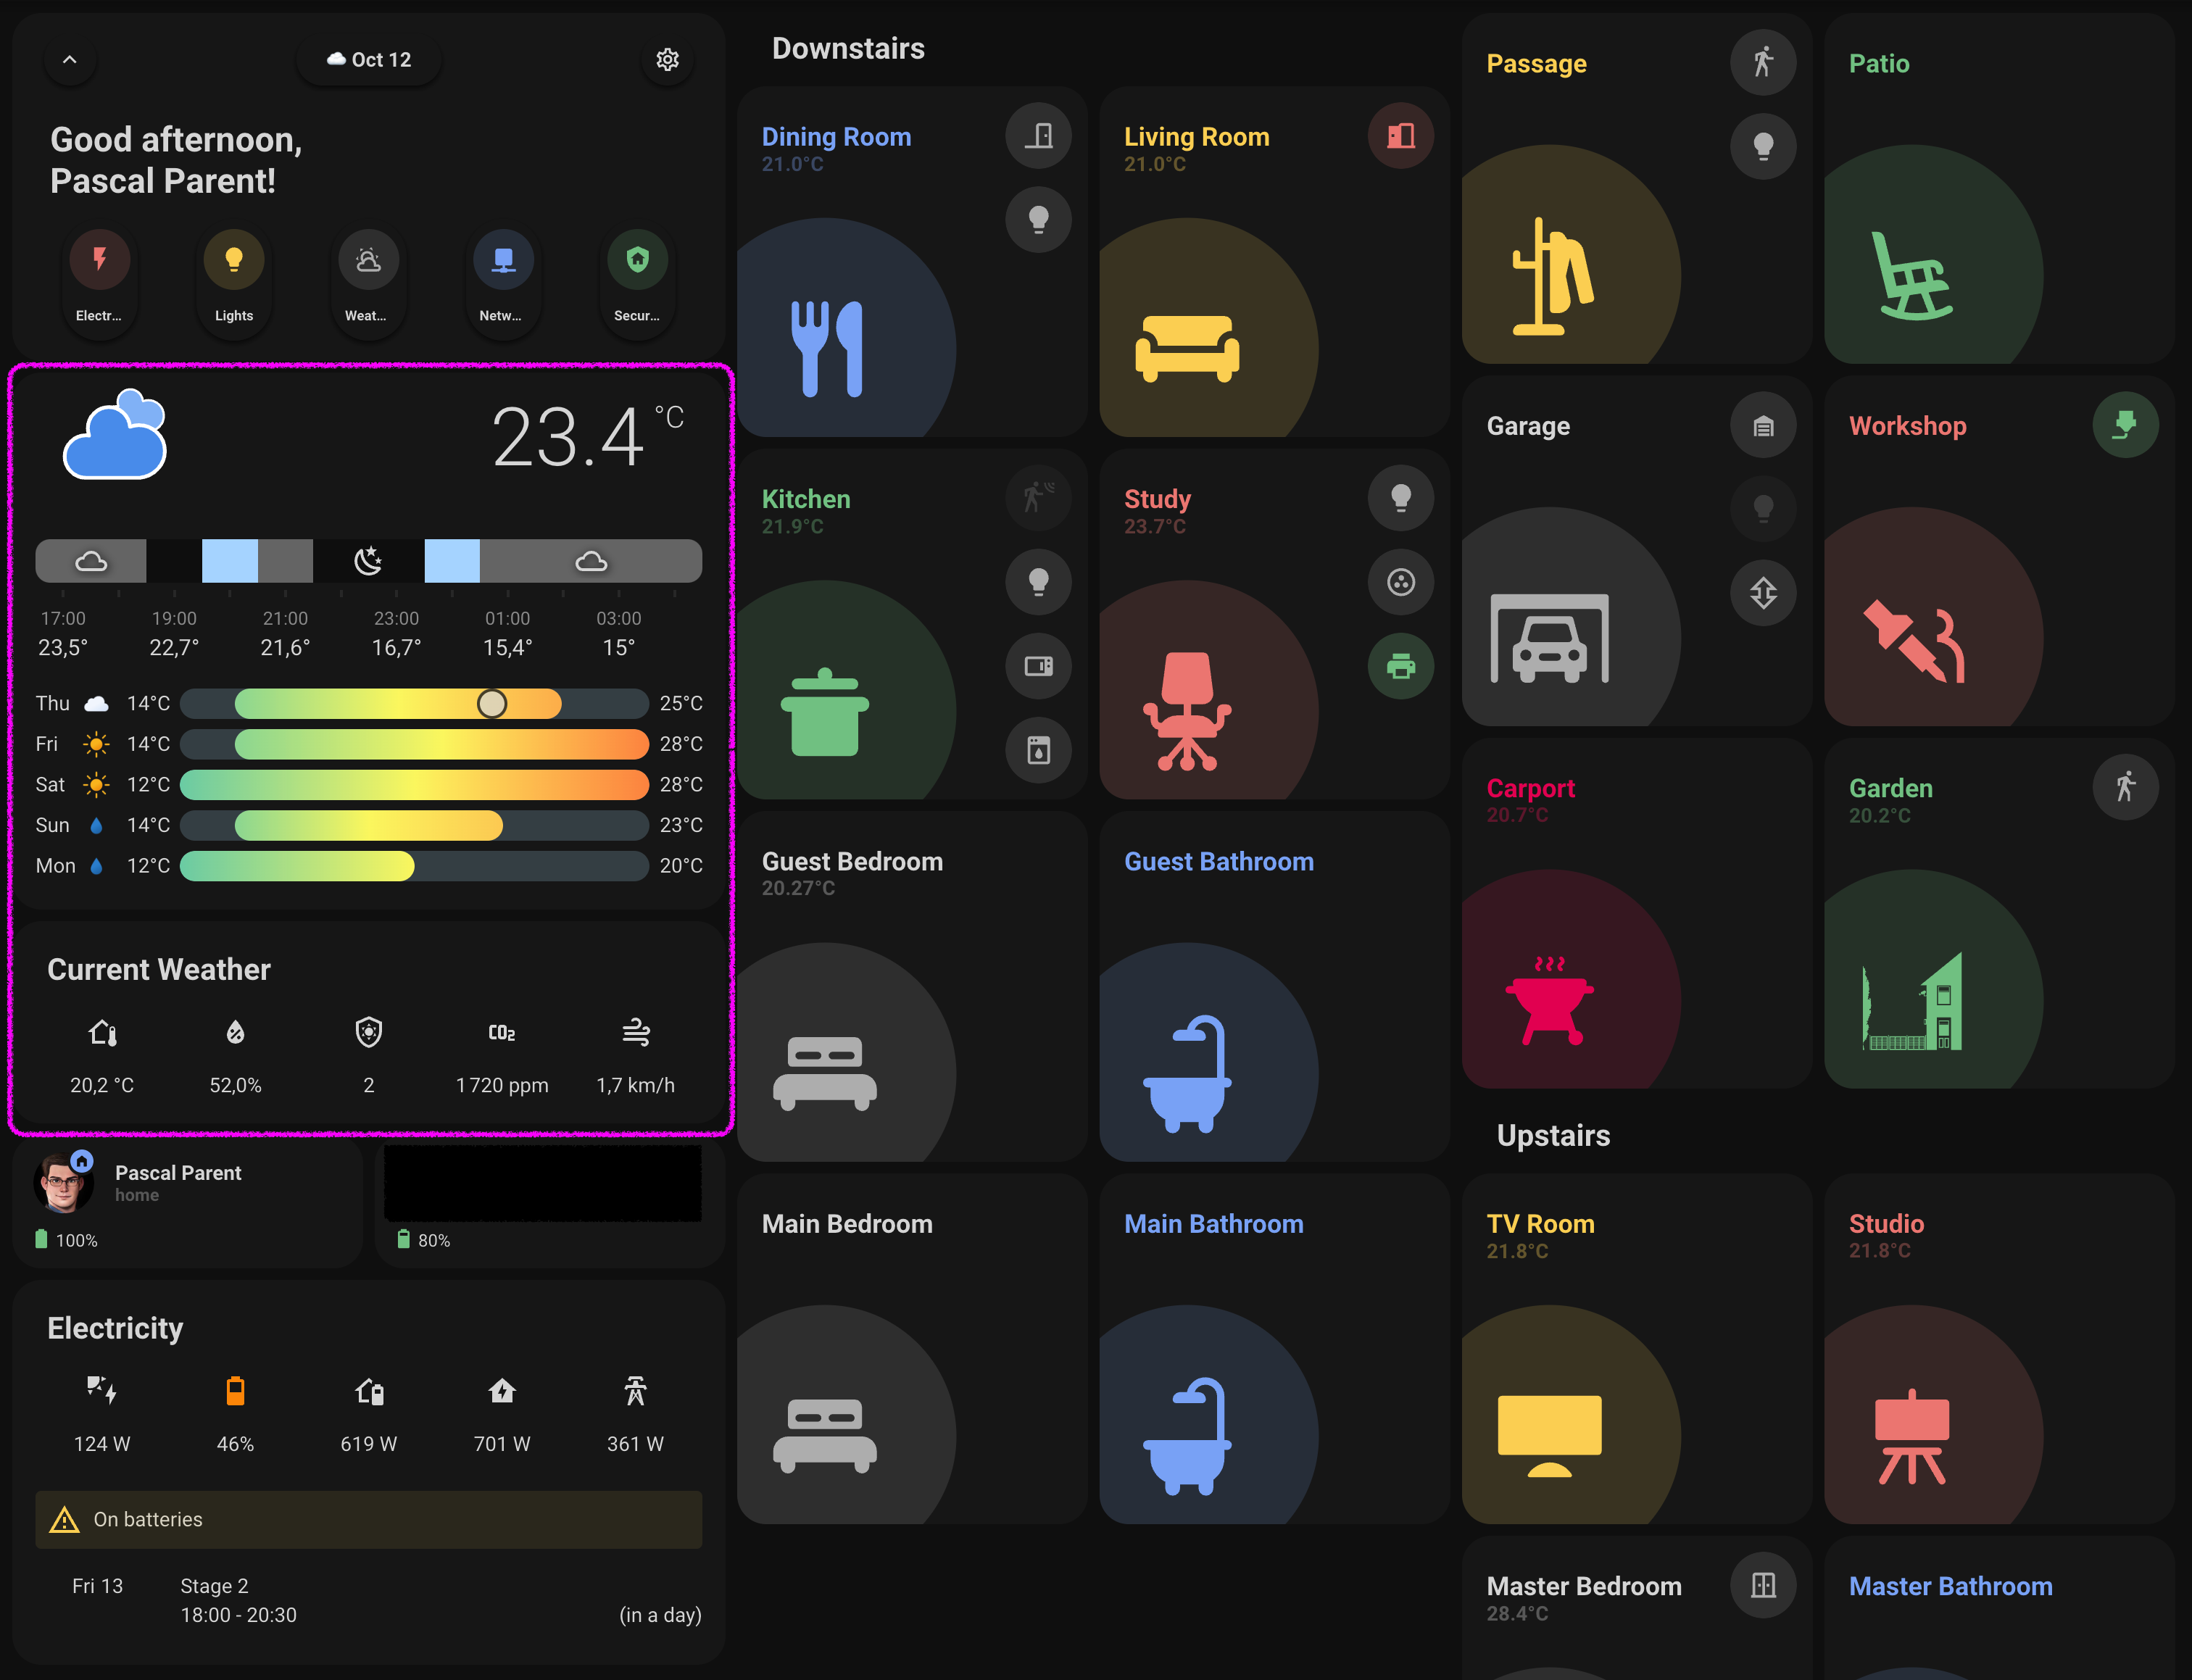 Oct 12
Good afternoon,
Pascal Parent!
Electr...
Lights
Weat...
Netw...
Secur...
23.4 °C
17:00 19:00 21:00 23:00 01:00 03:00
23,5° 22,7° 21,6° 16,7° 15,4° 15°
Thu 14°C 25°C
Fri 14°C 28°C
Sat 12°C 28°C
Sun 14°C 23°C
Mon 12°C 20°C
Current Weather
CO₂
20,2 °C 52,0% 2 1 720 ppm 1,7 km/h
Pascal Parent
home
100%
80%
Electricity
124 W 46% 619 W 701 W 361 W
On batteries
Fri 13 Stage 2
18:00 - 20:30 (in a day)
Downstairs
Dining Room
21.0°C
Living Room
21.0°C
Kitchen
21.9°C
Study
23.7°C
Guest Bedroom
20.27°C
Guest Bathroom
Main Bedroom
Main Bathroom
Passage
Patio
Garage
Workshop
Carport
20.7°C
Garden
20.2°C
Upstairs
TV Room
21.8°C
Studio
21.8°C
Master Bedroom
28.4°C
Master Bathroom